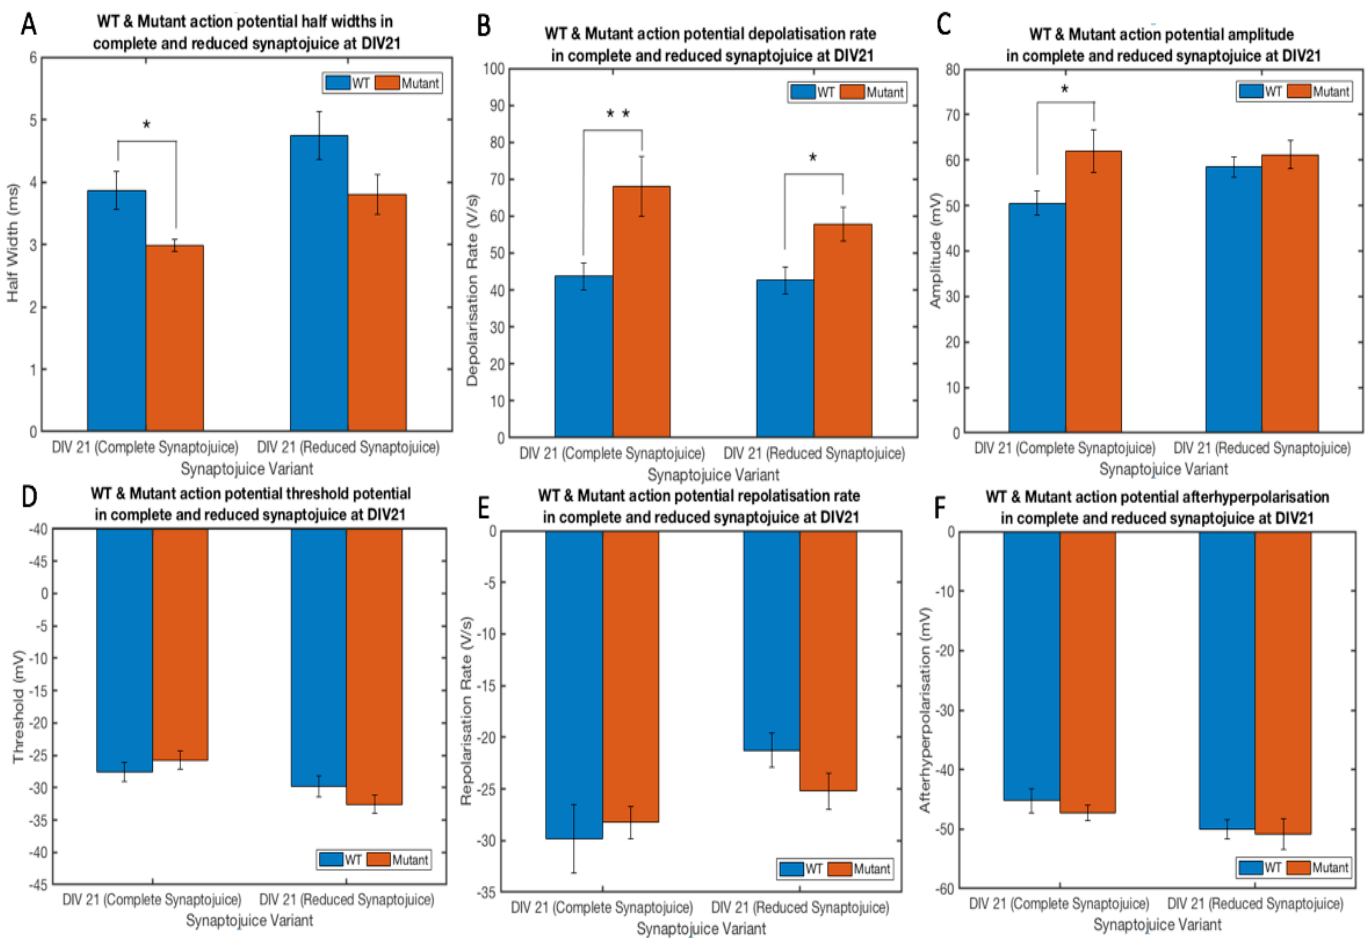 A
WT & Mutant action potential half widths in
complete and reduced synaptojuice at DIV21
6
5
4
3
2
1
0
Half Width (ms)
WT
Mutant
*
DIV 21 (Complete Synaptojuice)
DIV 21 (Reduced Synaptojuice)
Synaptojuice Variant
B
WT & Mutant action potential depolatisation rate
in complete and reduced synaptojuice at DIV21
100
90
80
70
60
50
40
30
20
10
0
Depolarisation Rate (V/s)
WT
Mutant
* *
*
DIV 21 (Complete Synaptojuice)
DIV 21 (Reduced Synaptojuice)
Synaptojuice Variant
C
WT & Mutant action potential amplitude
in complete and reduced synaptojuice at DIV21
80
70
60
50
40
30
20
10
0
Amplitude (mV)
WT
Mutant
*
DIV 21 (Complete Synaptojuice)
DIV 21 (Reduced Synaptojuice)
Synaptojuice Variant
D
WT & Mutant action potential threshold potential
in complete and reduced synaptojuice at DIV21
-40
-45
0
-5
-10
-15
-20
-25
-30
-35
-40
-45
Threshold (mV)
WT
Mutant
DIV 21 (Complete Synaptojuice)
DIV 21 (Reduced Synaptojuice)
Synaptojuice Variant
E
WT & Mutant action potential repolatisation rate
in complete and reduced synaptojuice at DIV21
0
-5
-10
-15
-20
-25
-30
-35
Repolarisation Rate (V/s)
WT
Mutant
DIV 21 (Complete Synaptojuice)
DIV 21 (Reduced Synaptojuice)
Synaptojuice Variant
F
WT & Mutant action potential afterhyperpolarisation
in complete and reduced synaptojuice at DIV21
0
-10
-20
-30
-40
-50
-60
Afterhyperpolarisation (mV)
WT
Mutant
DIV 21 (Complete Synaptojuice)
DIV 21 (Reduced Synaptojuice)
Synaptojuice Variant